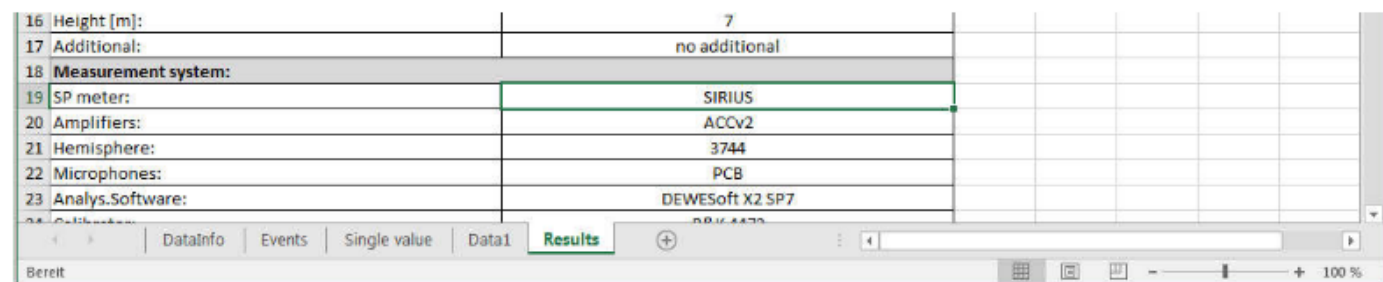 16 Height [m]: 7
17 Additional: no additional
18 Measurement system:
19 SP meter: SIRIUS
20 Amplifiers: ACCv2
21 Hemisphere: 3744
22 Microphones: PCB
23 Analys.Software: DEWESoft X2 SP7
DataInfo Events Single value Data1 Results
Bereit 100 %